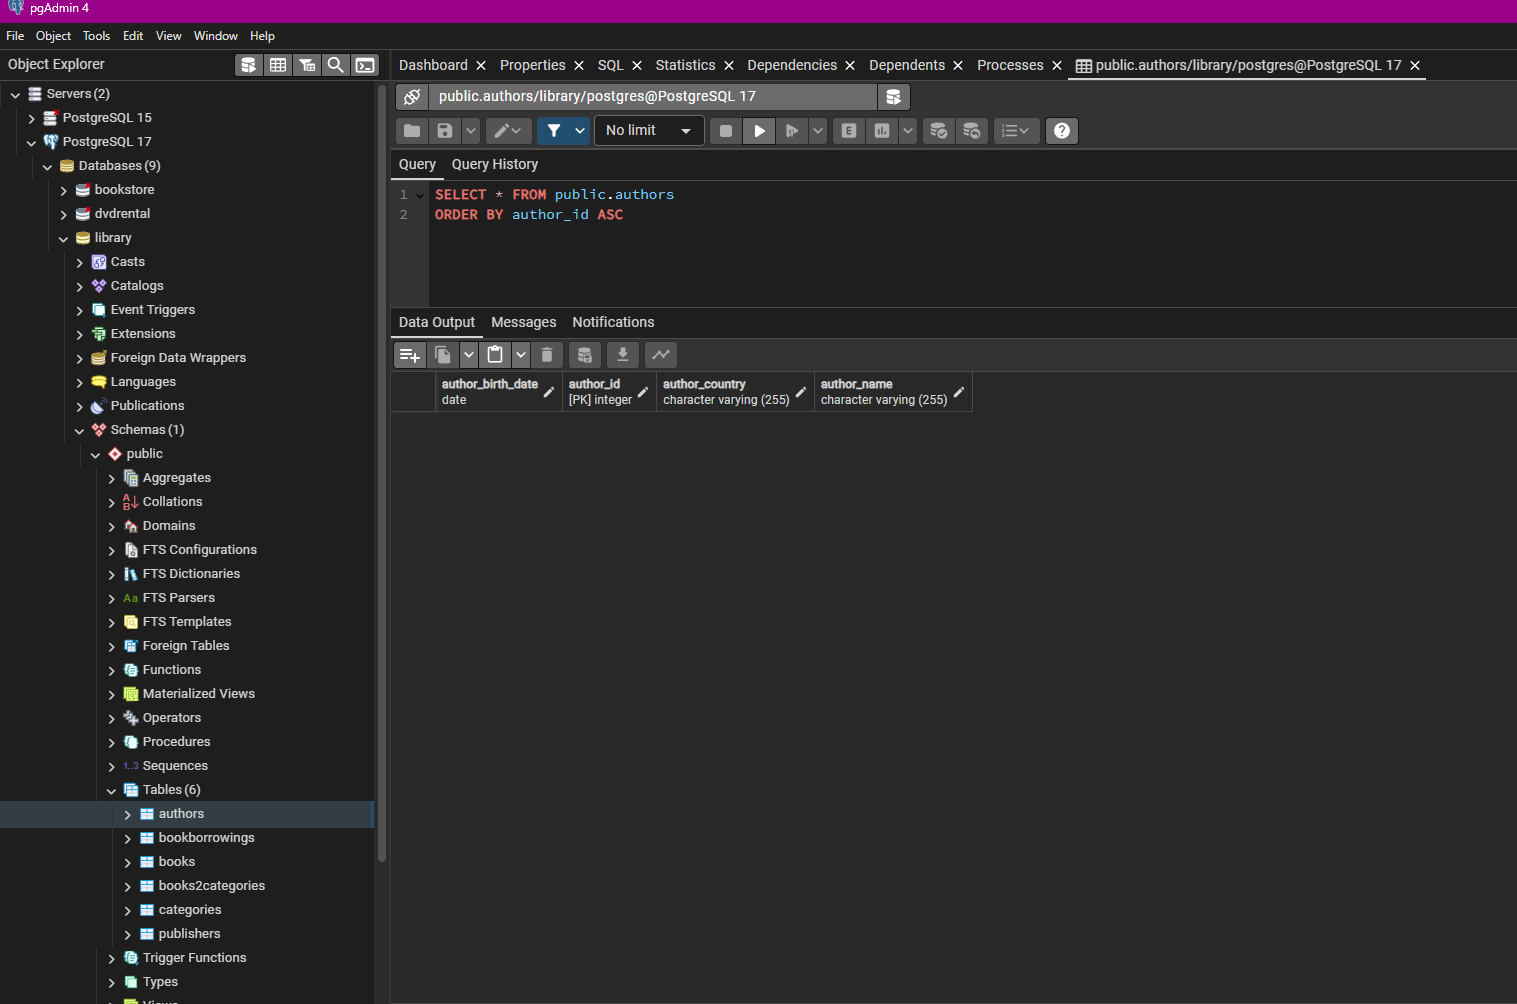 pgAdmin 4
File Object Tools Edit View Window Help
Object Explorer
Servers (2)
PostgreSQL 15
PostgreSQL 17
Databases (9)
bookstore
dvdrental
library
Casts
Catalogs
Event Triggers
Extensions
Foreign Data Wrappers
Languages
Publications
Schemas (1)
public
Aggregates
Collations
Domains
FTS Configurations
FTS Dictionaries
Aa FTS Parsers
FTS Templates
Foreign Tables
Functions
Materialized Views
Operators
Procedures
1..3 Sequences
Tables (6)
authors
bookborrowings
books
books2categories
categories
publishers
Trigger Functions
Types
Views
Dashboard Properties SQL Statistics Dependencies Dependents Processes public.authors/library/postgres@PostgreSQL 17
public.authors/library/postgres@PostgreSQL 17
No limit E
Query Query History
1 SELECT * FROM public.authors
2 ORDER BY author_id ASC
Data Output Messages Notifications
author_birth_date author_id author_country author_name
date [PK] integer character varying (255) character varying (255)